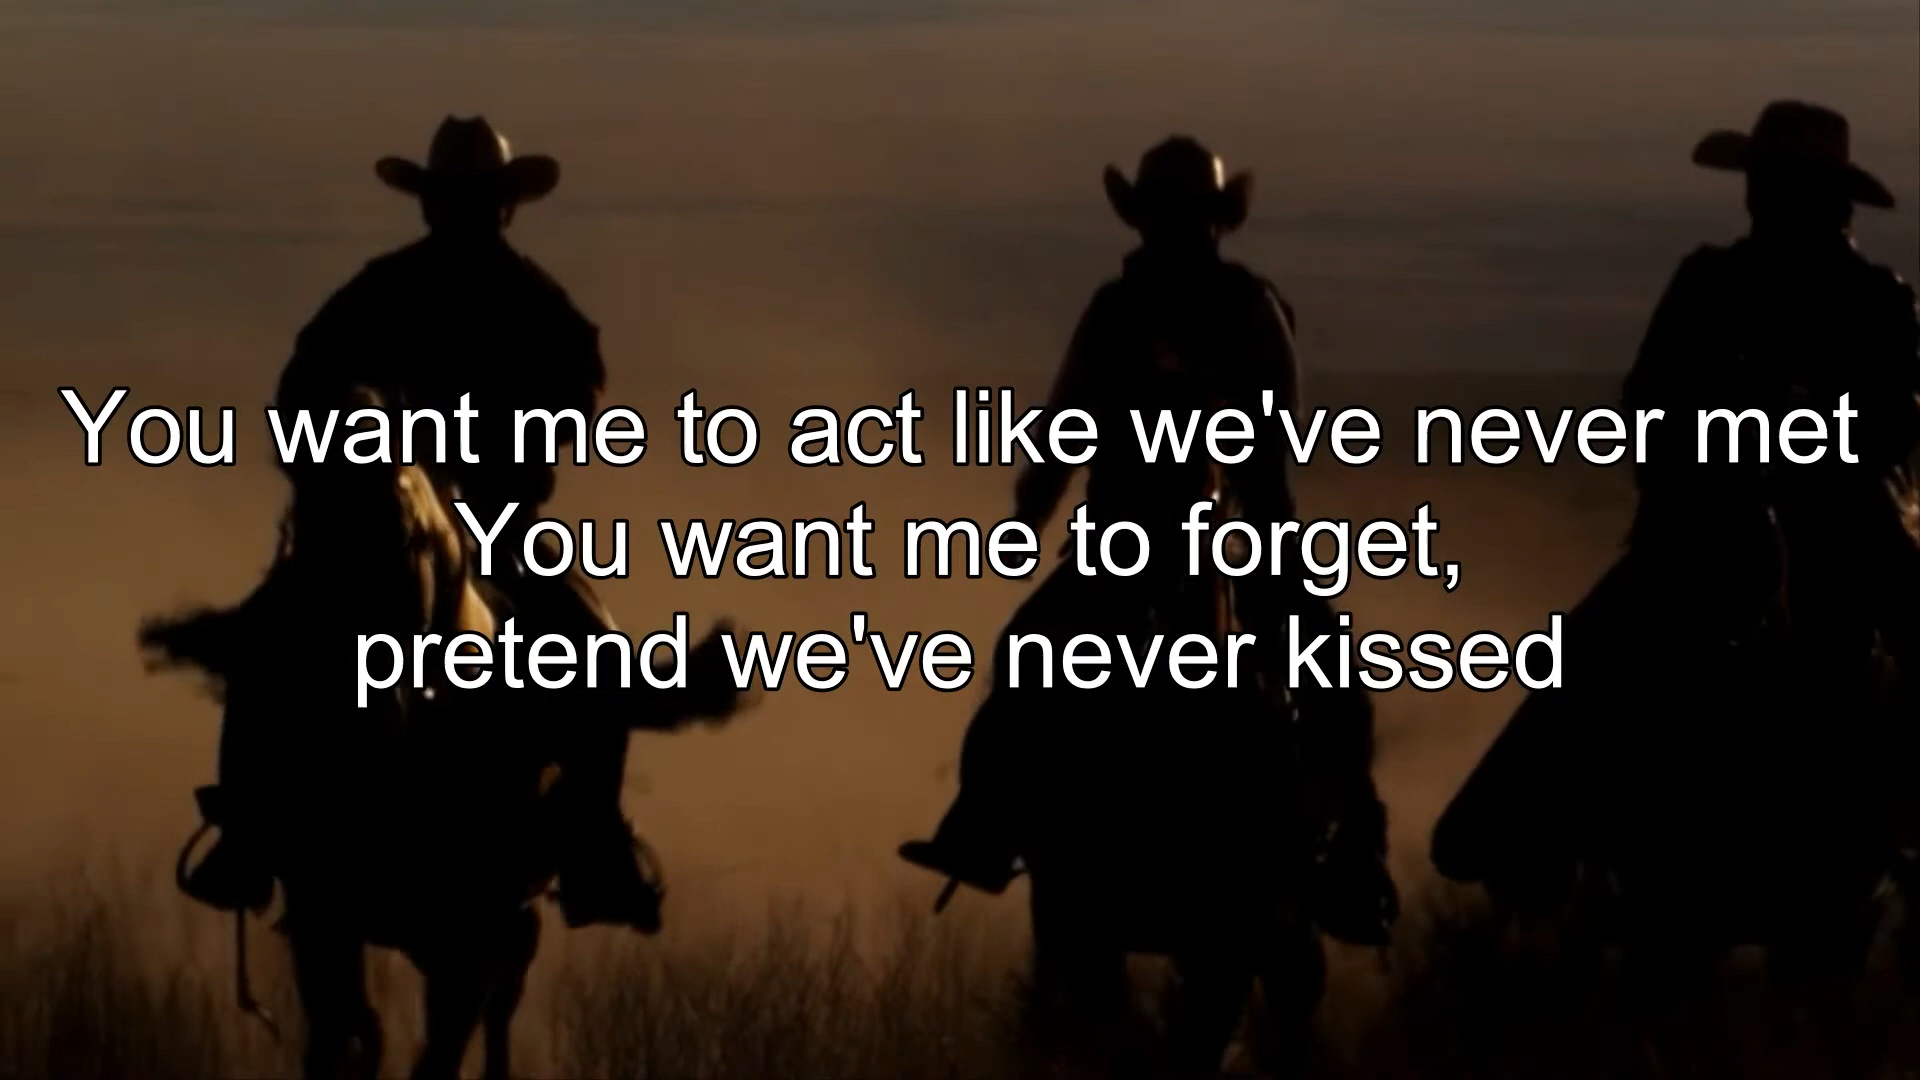 You want me to act like we've never met
You want me to forget,
pretend we've never kissed